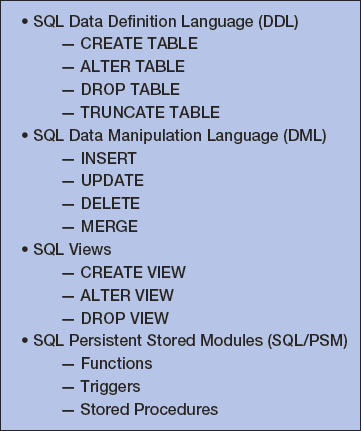 • SQL Data Definition Language (DDL)
— CREATE TABLE
— ALTER TABLE
— DROP TABLE
— TRUNCATE TABLE
• SQL Data Manipulation Language (DML)
— INSERT
— UPDATE
— DELETE
— MERGE
• SQL Views
— CREATE VIEW
— ALTER VIEW
— DROP VIEW
• SQL Persistent Stored Modules (SQL/PSM)
— Functions
— Triggers
— Stored Procedures